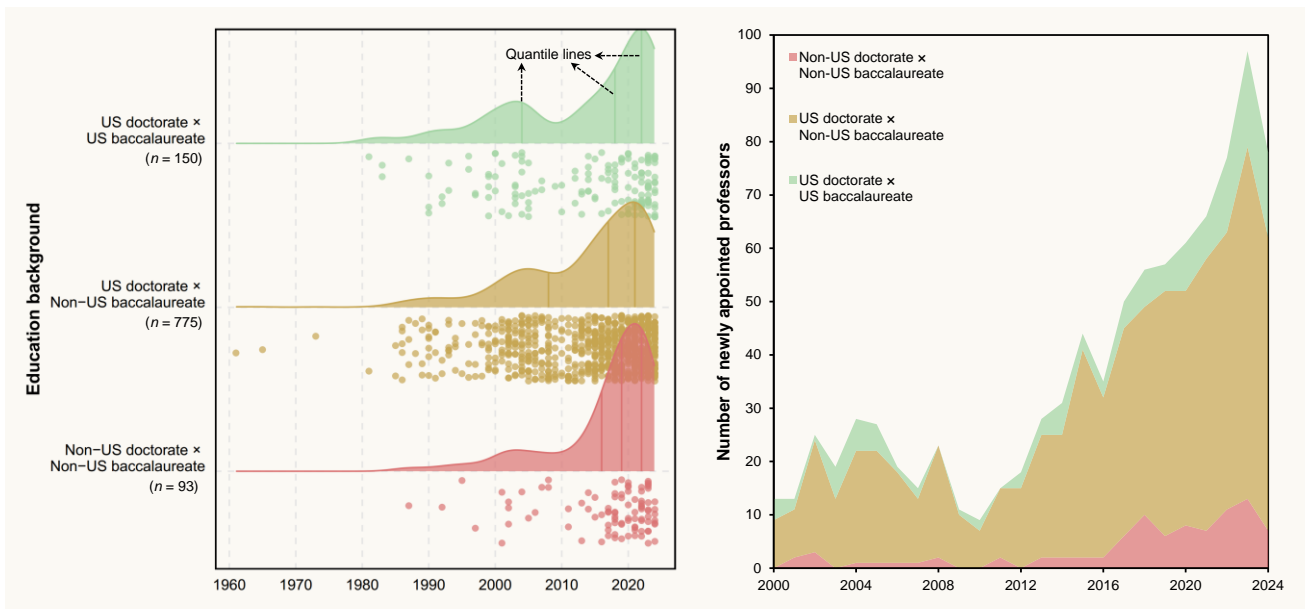 Education background
US doctorate ×
US baccalaureate
(n = 150)
US doctorate ×
Non−US baccalaureate
(n = 775)
Non−US doctorate ×
Non−US baccalaureate
(n = 93)
Quantile lines
1960 1970 1980 1990 2000 2010 2020
Number of newly appointed professors
100
90
80
70
60
50
40
30
20
10
0
Non-US doctorate ×
Non-US baccalaureate
US doctorate ×
Non-US baccalaureate
US doctorate ×
US baccalaureate
2000 2004 2008 2012 2016 2020 2024